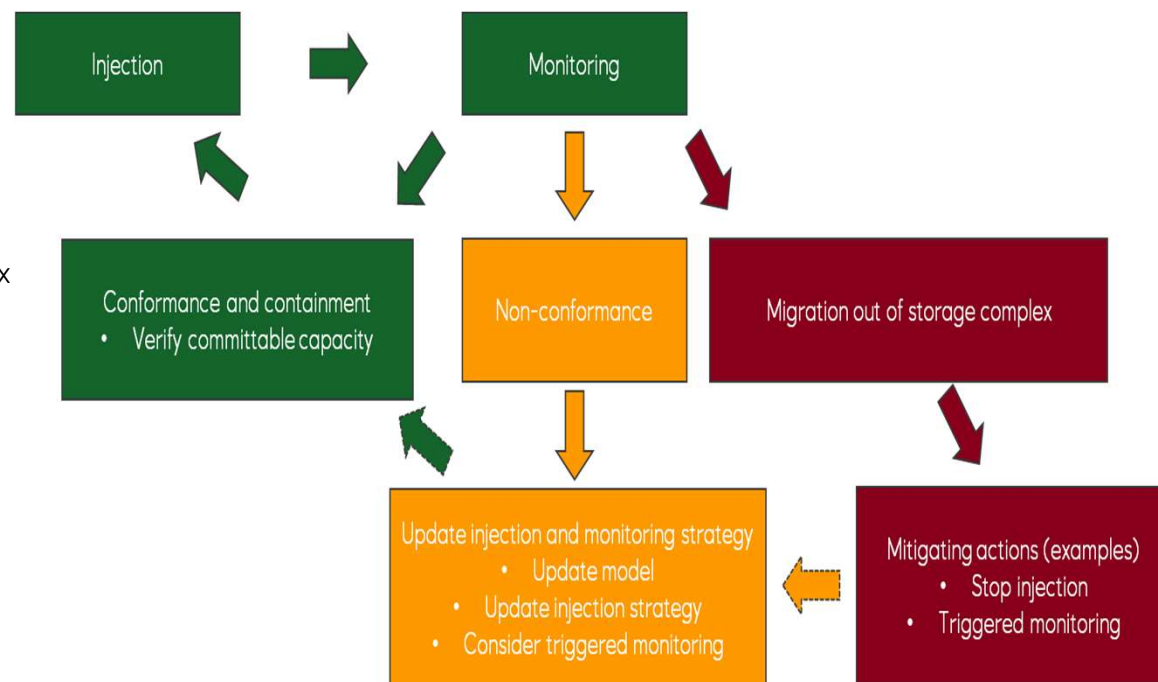 Injection
Monitoring
x
Conformance and containment
• Verify committable capacity
Non-conformance
Migration out of storage complex
Update injection and monitoring strategy
• Update model
• Update injection strategy
• Consider triggered monitoring
Mitigating actions (examples)
• Stop injection
• Triggered monitoring